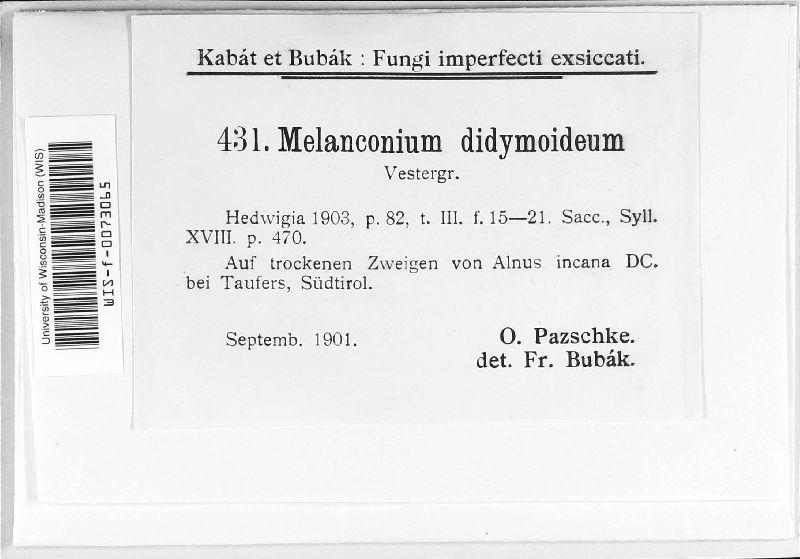 Kabát et Bubák : Fungi imperfecti exsiccati.
431. Melanconium didymoideum
Vestergr.
Hedwigia 1903, p. 82, t. III. f. 15—21. Sacc., Syll.
XVIII. p. 470.
Auf trockenen Zweigen von Alnus incana DC.
bei Taufers, Südtirol.
Septemb. 1901.
O. Pazschke.
det. Fr. Bubák.
University of Wisconsin-Madison (WIS)
WIS-f-0073065